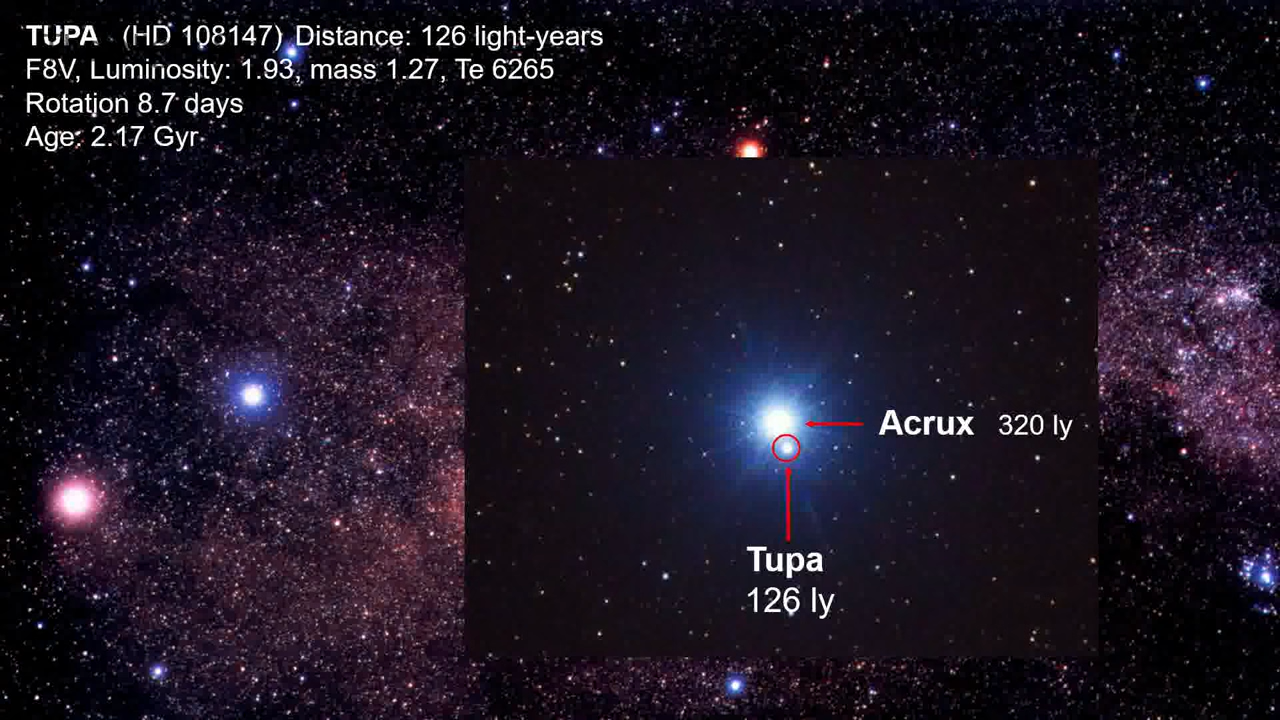 TUPA (HD 108147) Distance: 126 light-years
F8V, Luminosity: 1.93, mass 1.27, Te 6265
Rotation 8.7 days
Age: 2.17 Gyr
Acrux 320 ly
Tupa
126 ly